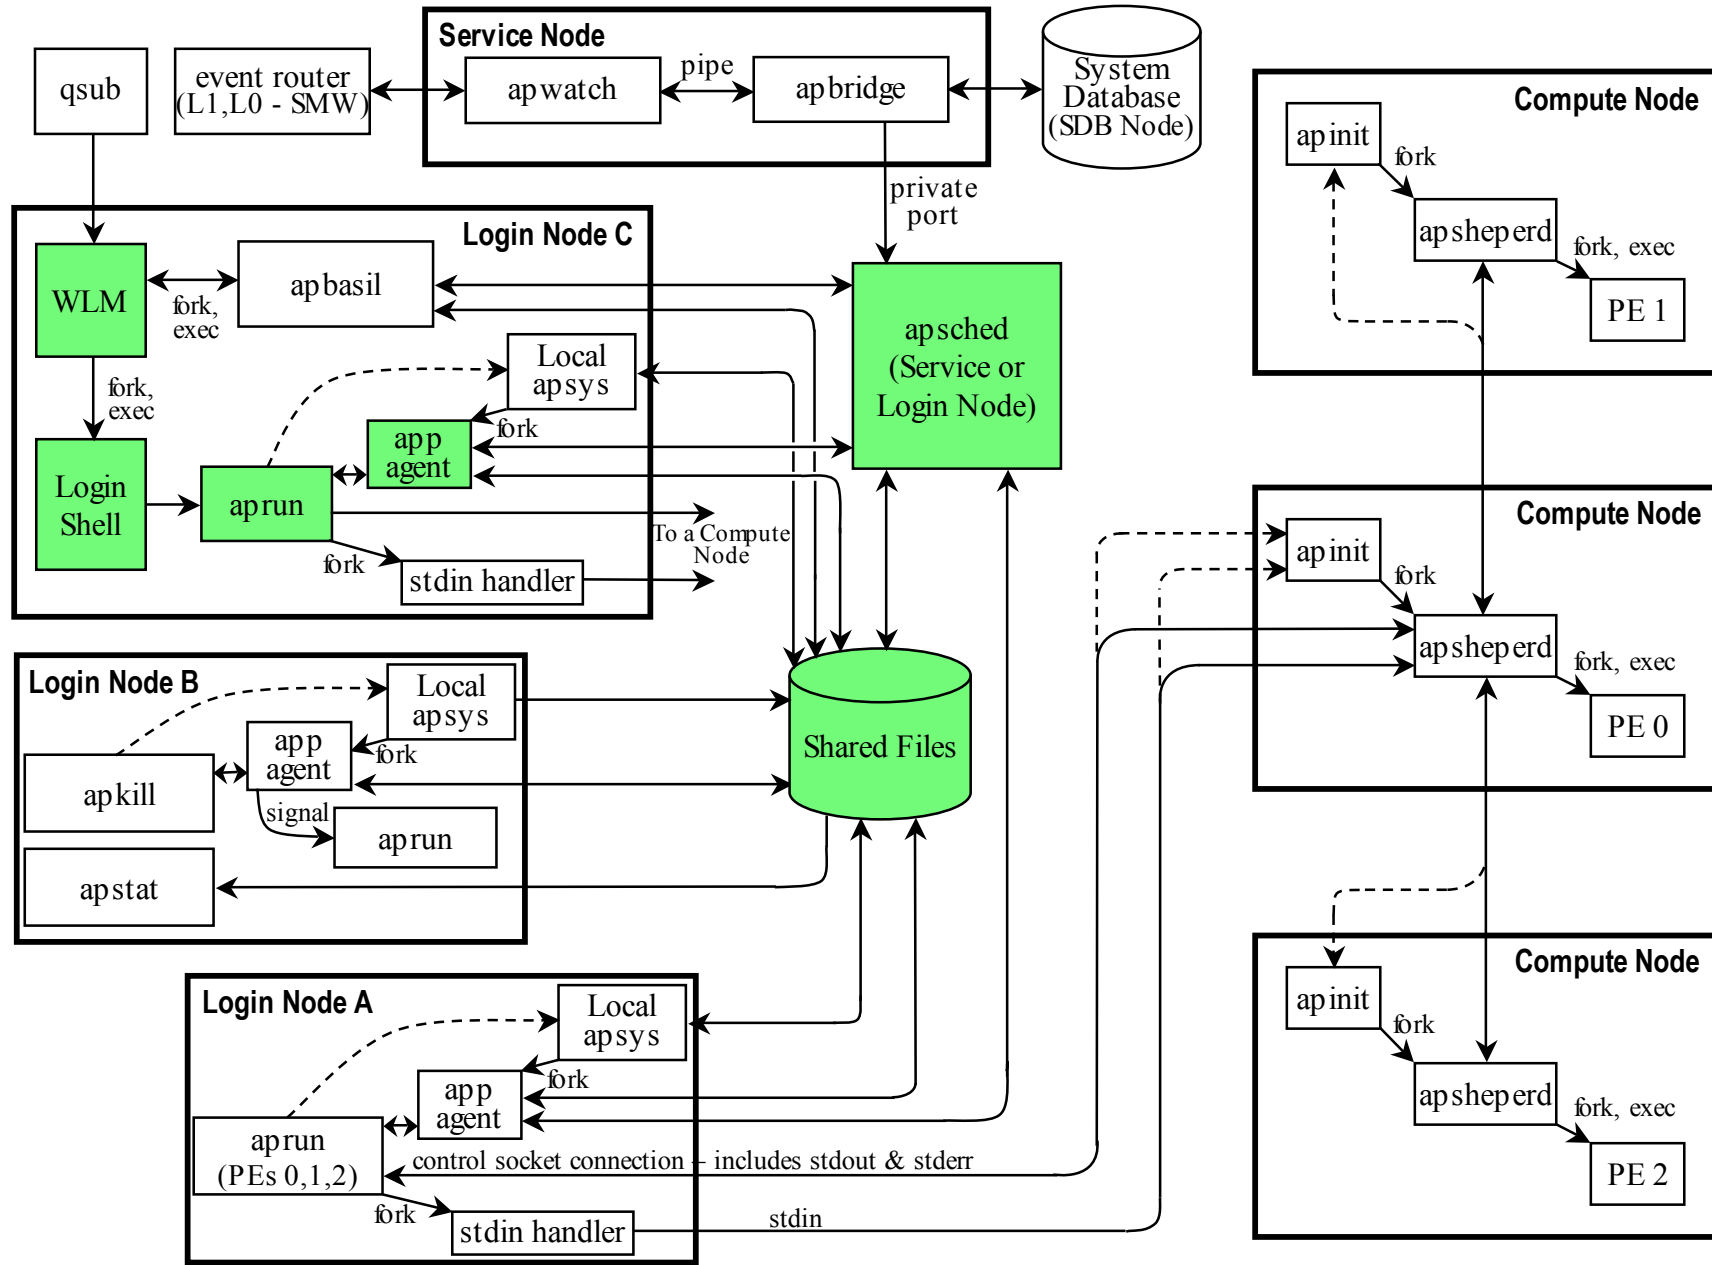 Service Node
qsub
event router
(L1,L0 - SMW)
apwatch
pipe
apbridge
System
Database
(SDB Node)
private
port
Login Node C
WLM
fork,
exec
apbasil
fork,
exec
Login
Shell
Local
apsys
fork
app
agent
aprun
fork
stdin handler
To a Compute
Node
apsched
(Service or
Login Node)
Login Node B
Local
apsys
fork
app
agent
apkill
signal
aprun
apstat
Shared Files
Login Node A
Local
apsys
fork
app
agent
aprun
(PEs 0,1,2)
control socket connection – includes stdout & stderr
fork
stdin handler
stdin
Compute Node
apinit
fork
apsheperd
fork, exec
PE 1
Compute Node
apinit
fork
apsheperd
fork, exec
PE 0
Compute Node
apinit
fork
apsheperd
fork, exec
PE 2